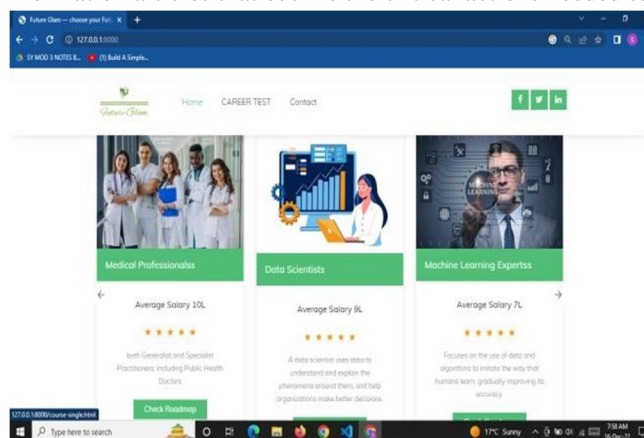 Future Glam — choose your Futu
127.0.0.1:8000
SY MOD 3 NOTES B...
(1) Build A Simple...
Future Glam
Home
CAREER TEST
Contact
MACHINE LEARNING
Medical Professionalss
Data Scientists
Machine Learning Expertss
Average Salary 10L
Average Salary 9L
Average Salary 7L
both Generalist and Specialist
Practitioners, including Public Health
Doctors.
A data scientist uses data to
understand and explain the
phenomena around them, and help
organizations make better decisions.
Focuses on the use of data and
algorithms to imitate the way that
humans learn, gradually improving its
accuracy.
Check Roadmap
127.0.0.1:8000/course-single.html
Type here to search
17°C Sunny
7:58 AM